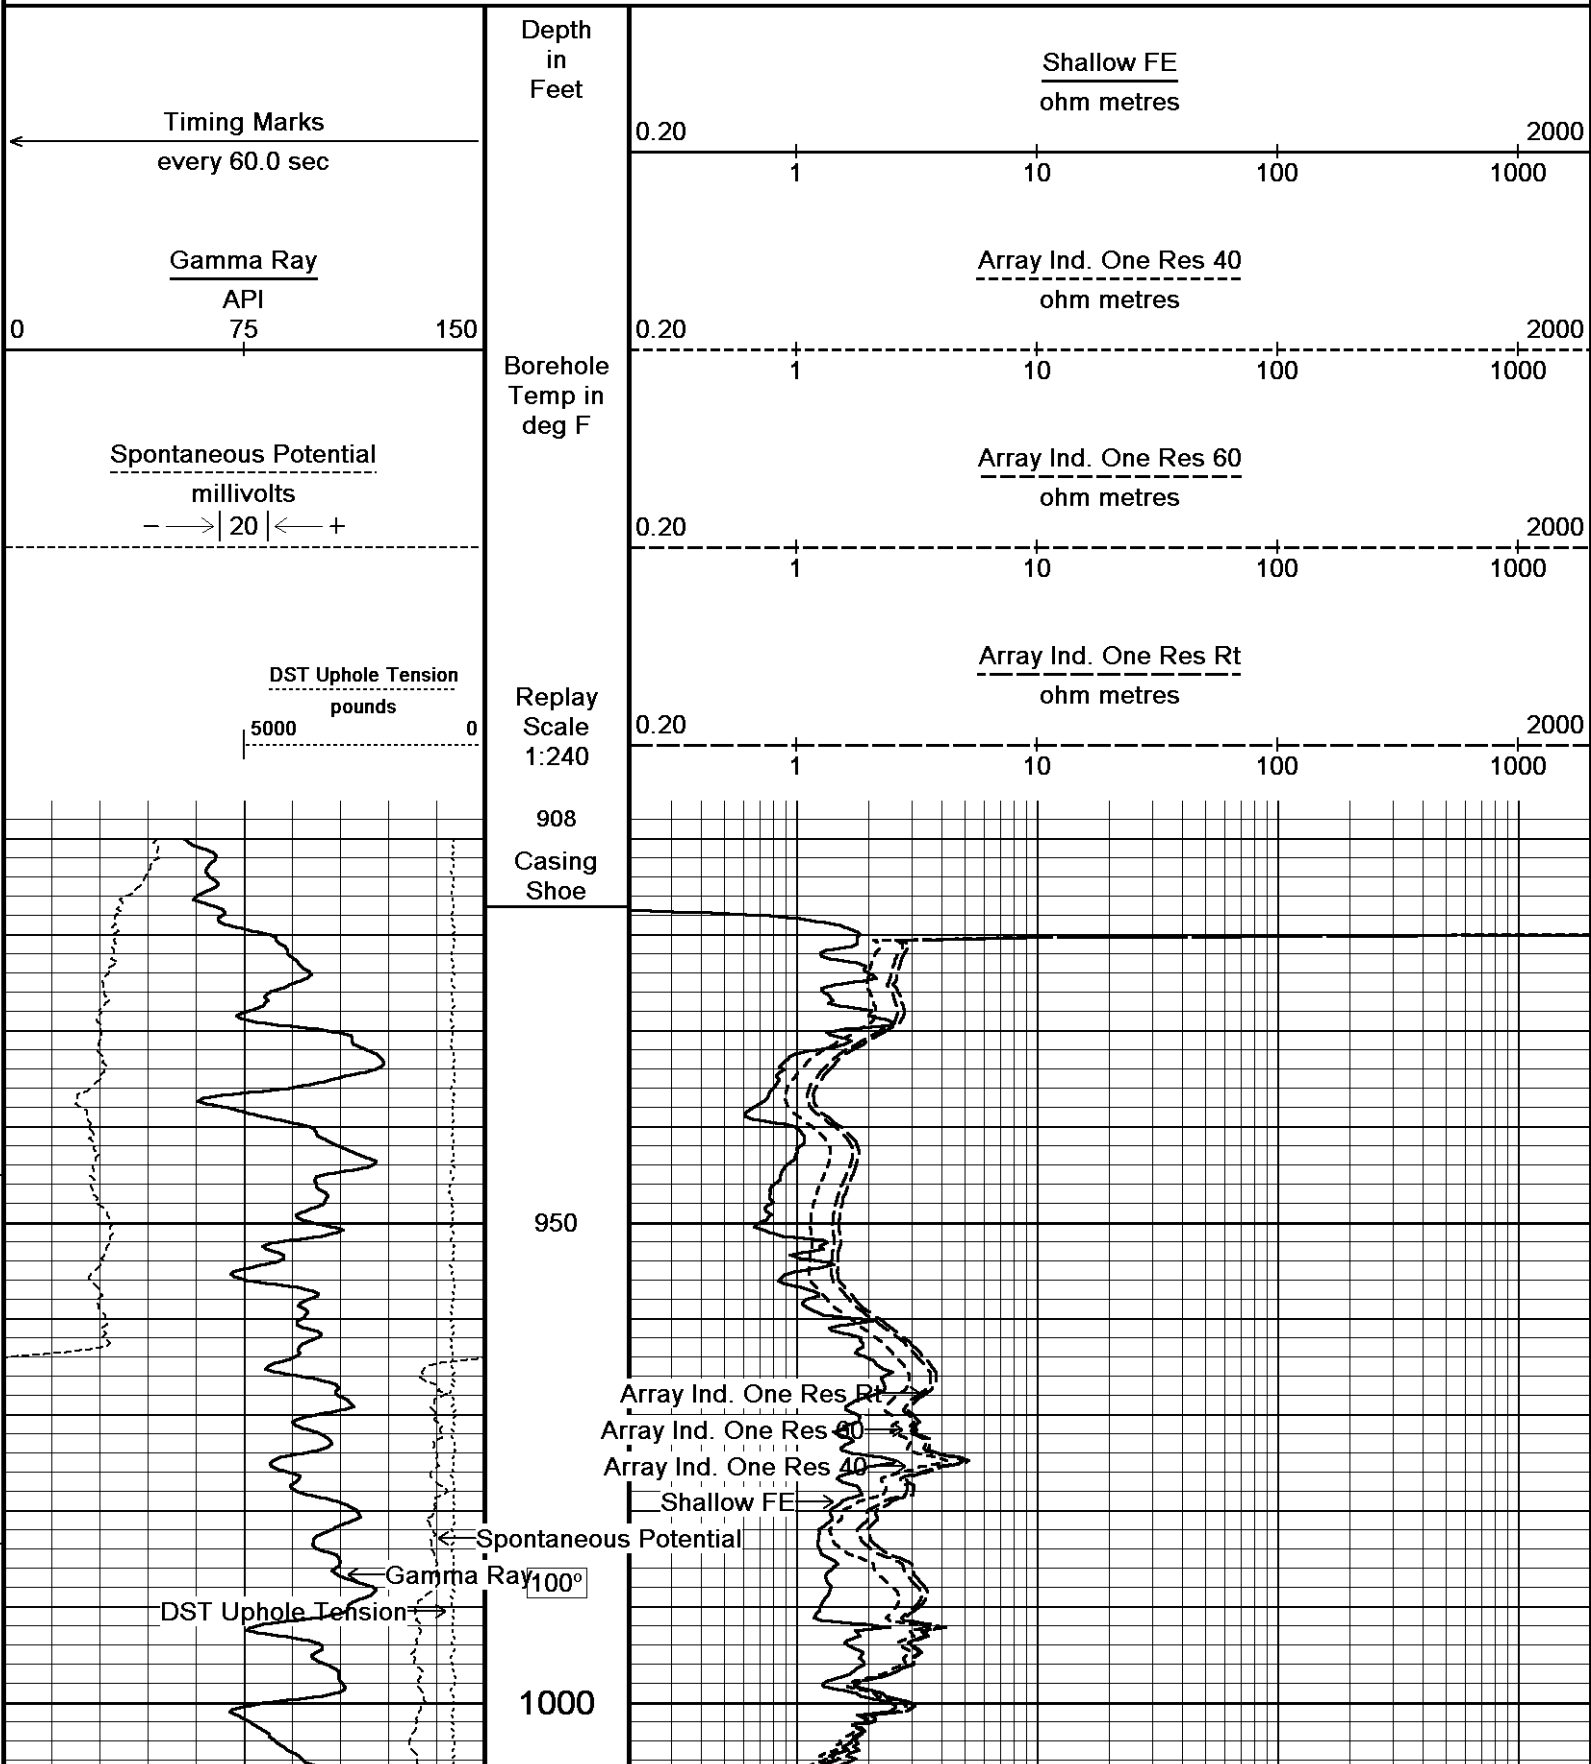 Depth
in
Feet
Borehole
Temp in
deg F
Replay
Scale
1:240
Timing Marks
every 60.0 sec
Gamma Ray
API
0 75 150
Spontaneous Potential
millivolts
− 20 +
DST Uphole Tension
pounds
5000 0
Shallow FE
ohm metres
0.20 2000
1 10 100 1000
Array Ind. One Res 40
ohm metres
0.20 2000
1 10 100 1000
Array Ind. One Res 60
ohm metres
0.20 2000
1 10 100 1000
Array Ind. One Res Rt
ohm metres
0.20 2000
1 10 100 1000
908
Casing
Shoe
950
Array Ind. One Res Rt
Array Ind. One Res 60
Array Ind. One Res 40
Shallow FE
Spontaneous Potential
Gamma Ray
100°
DST Uphole Tension
1000